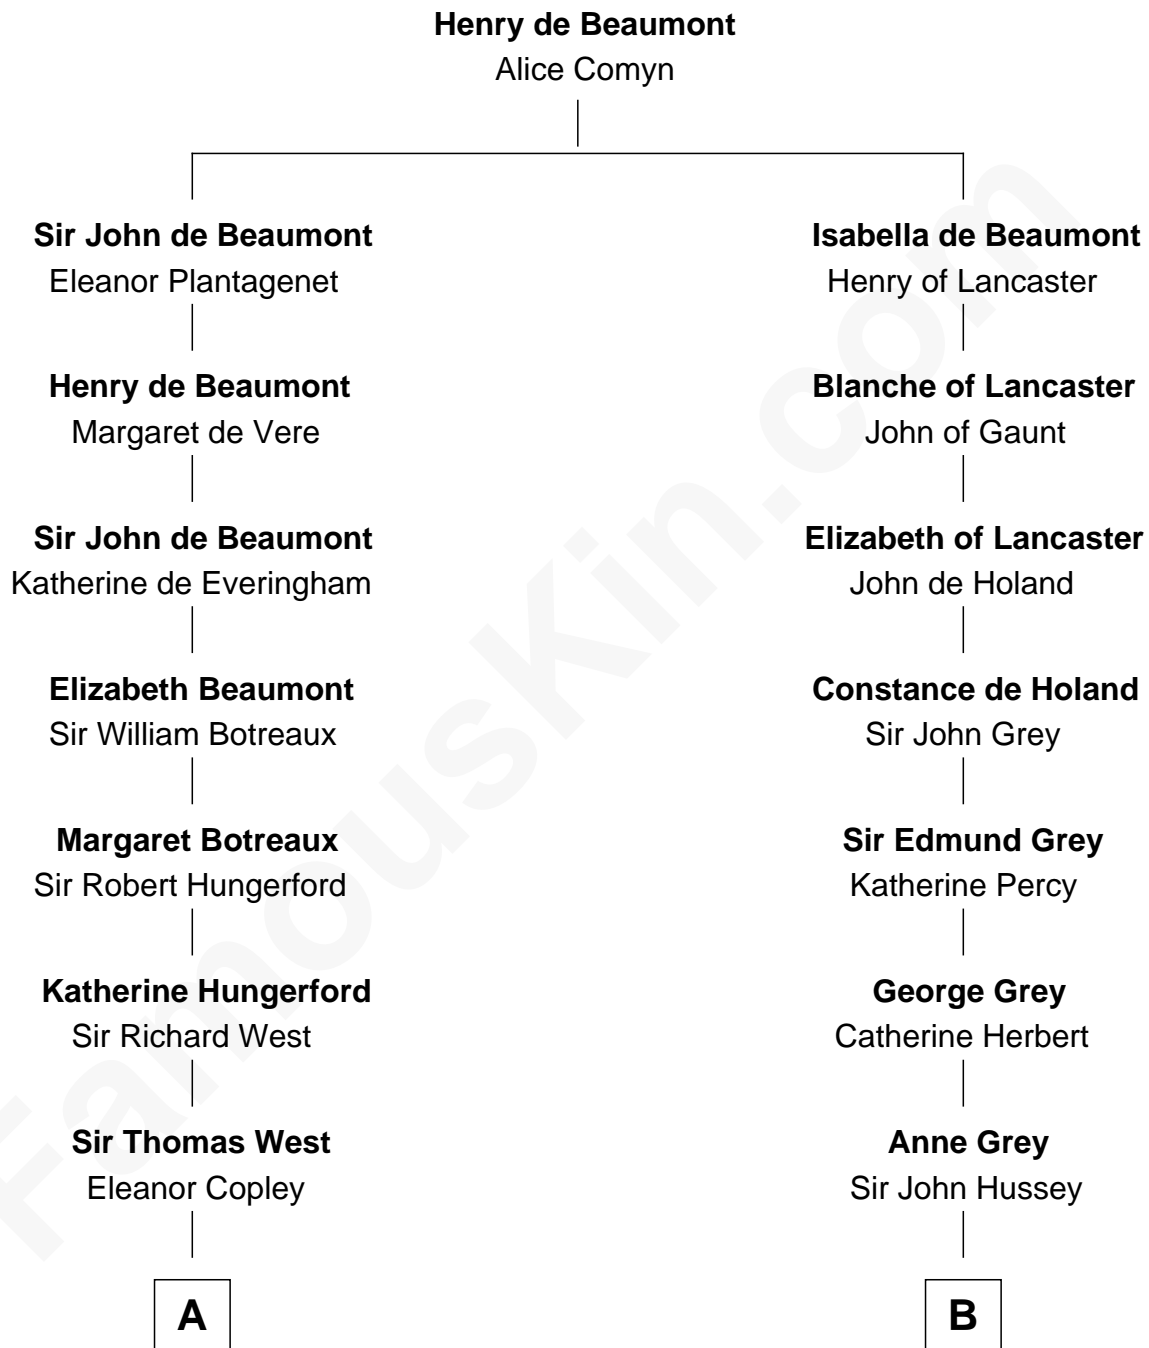 Henry de Beaumont
Alice Comyn
Sir John de Beaumont
Eleanor Plantagenet
Henry de Beaumont
Margaret de Vere
Sir John de Beaumont
Katherine de Everingham
Elizabeth Beaumont
Sir William Botreaux
Margaret Botreaux
Sir Robert Hungerford
Katherine Hungerford
Sir Richard West
Sir Thomas West
Eleanor Copley
A
Isabella de Beaumont
Henry of Lancaster
Blanche of Lancaster
John of Gaunt
Elizabeth of Lancaster
John de Holand
Constance de Holand
Sir John Grey
Sir Edmund Grey
Katherine Percy
George Grey
Catherine Herbert
Anne Grey
Sir John Hussey
B
FamousKin.com